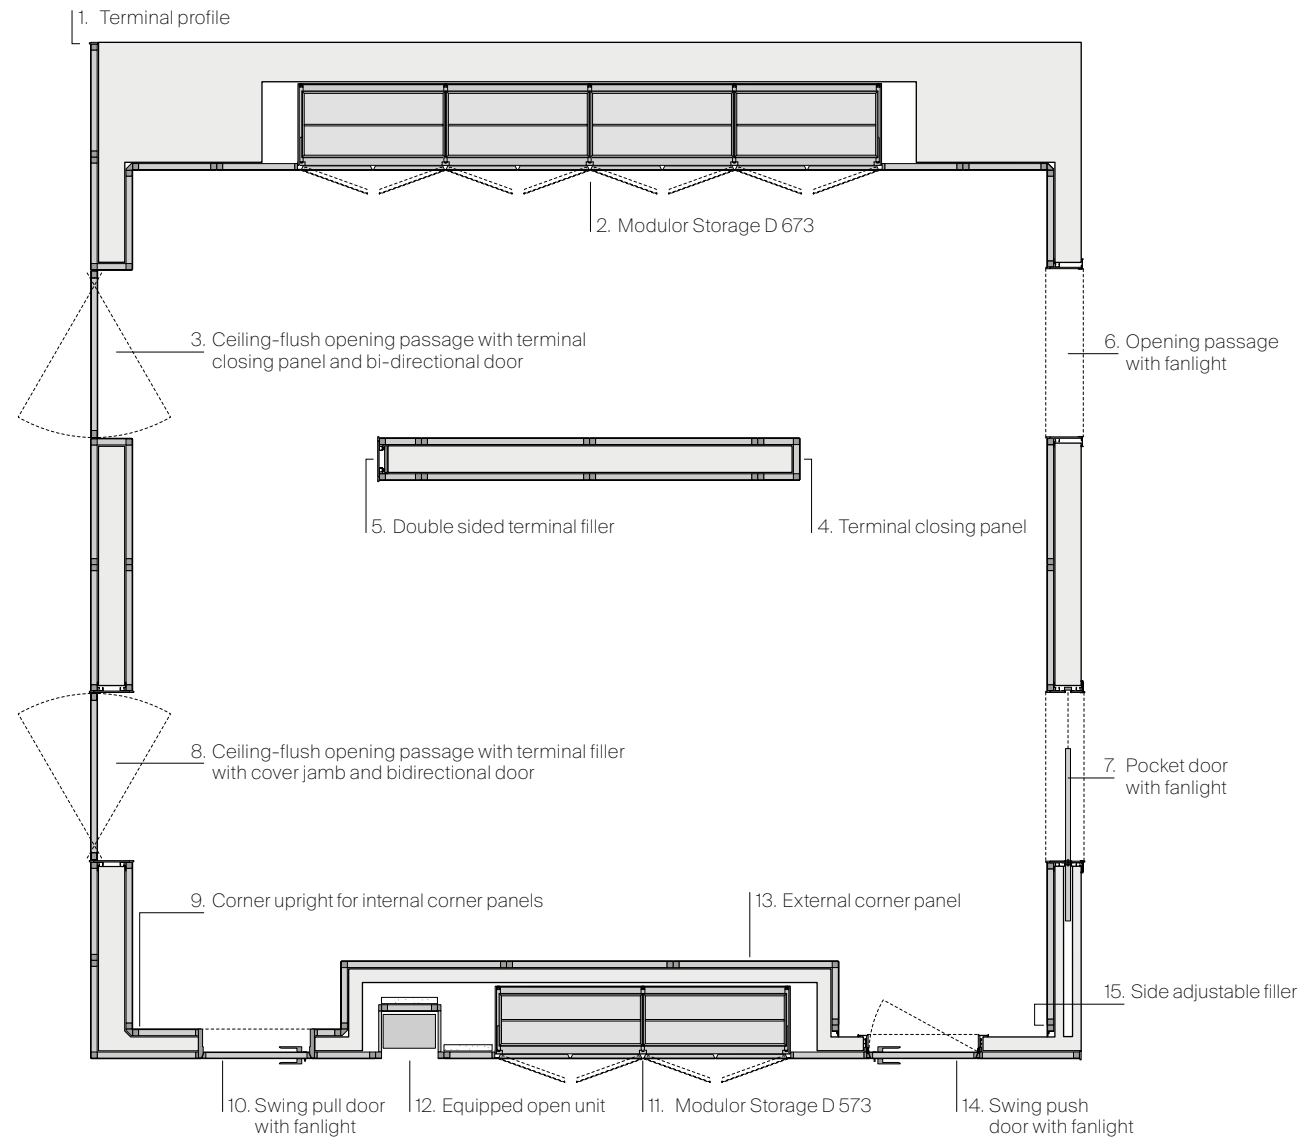 1. Terminal profile
2. Modulor Storage D 673
3. Ceiling-flush opening passage with terminal
closing panel and bi-directional door
6. Opening passage
with fanlight
5. Double sided terminal filler
4. Terminal closing panel
8. Ceiling-flush opening passage with terminal filler
with cover jamb and bidirectional door
7. Pocket door
with fanlight
9. Corner upright for internal corner panels
13. External corner panel
15. Side adjustable filler
10. Swing pull door
with fanlight
12. Equipped open unit
11. Modulor Storage D 573
14. Swing push
door with fanlight